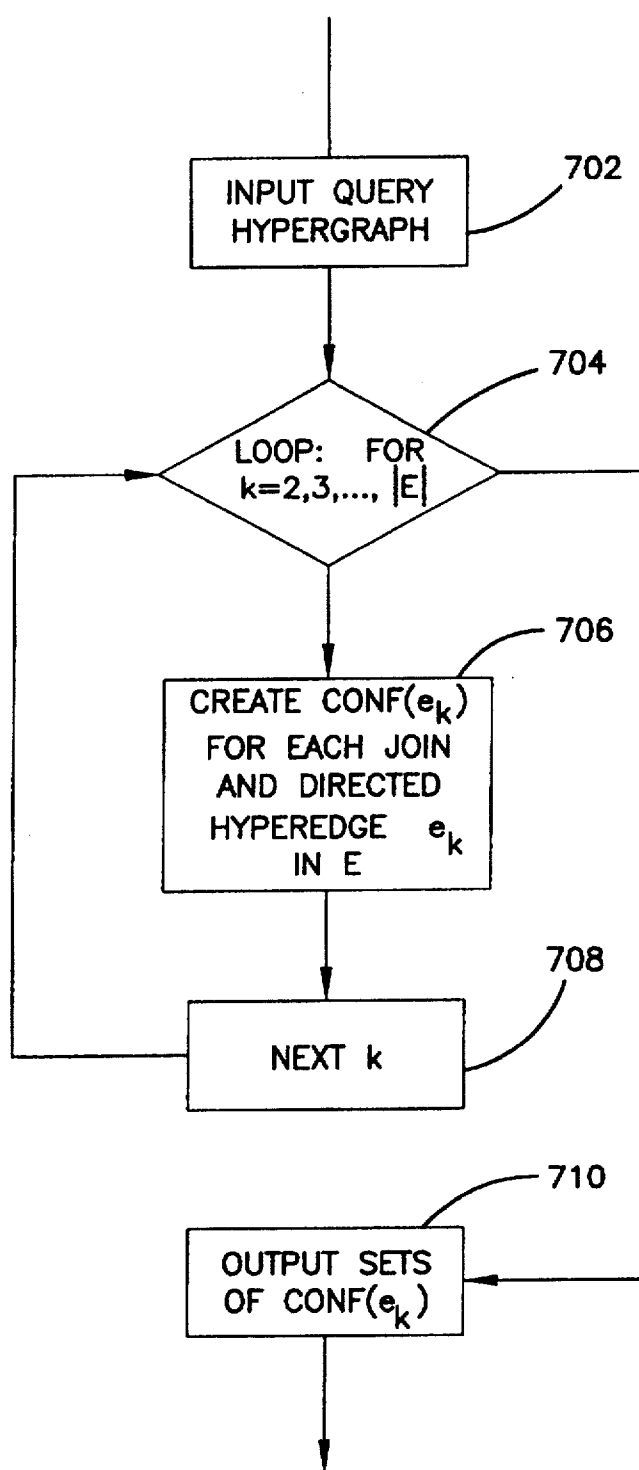 INPUT QUERY
HYPERGRAPH
702
704
LOOP: FOR
k=2,3,..., |E|
706
CREATE CONF(e_k)
FOR EACH JOIN
AND DIRECTED
HYPEREDGE e_k
IN E
708
NEXT k
710
OUTPUT SETS
OF CONF(e_k)